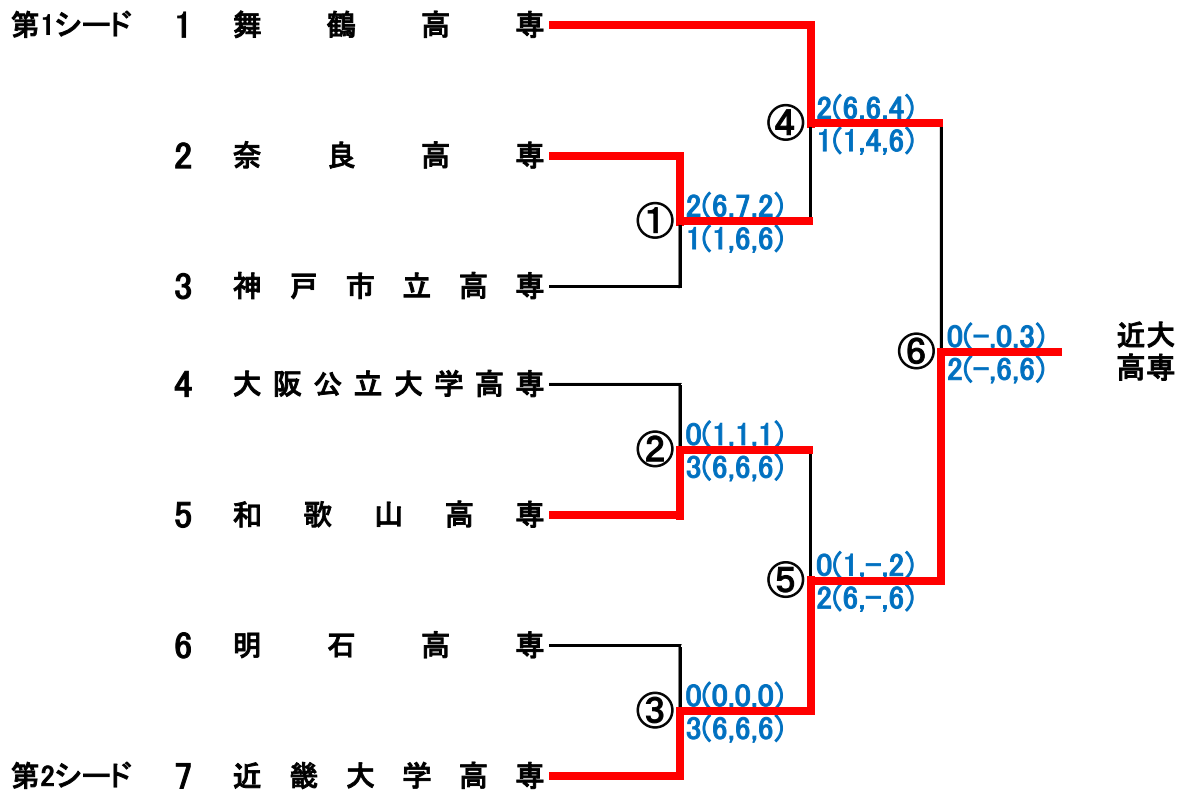 第1シード 1 舞鶴高専
④ 2(6,6,4)
1(1,4,6)
2 奈良高専
① 2(6,7,2)
1(1,6,6)
3 神戸市立高専
⑥ 0(-,0,3)
2(-,6,6)
近大
高専
4 大阪公立大学高専
② 0(1,1,1)
3(6,6,6)
5 和歌山高専
⑤ 0(1,-,2)
2(6,-,6)
6 明石高専
③ 0(0,0,0)
3(6,6,6)
第2シード 7 近畿大学高専